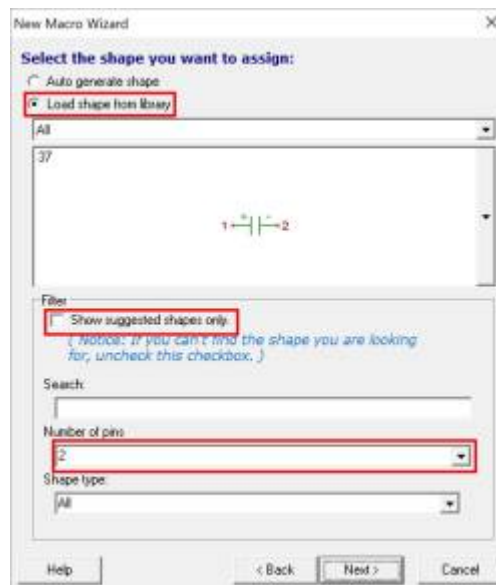 New Macro Wizard
Select the shape you want to assign:
Auto generate shape
Load shape from library
All
37
1 + - 2
Filter
Show suggested shapes only.
( Notice: If you can't find the shape you are looking
for, uncheck this checkbox. )
Search:
Number of pins
2
Shape type:
All
Help
< Back
Next >
Cancel